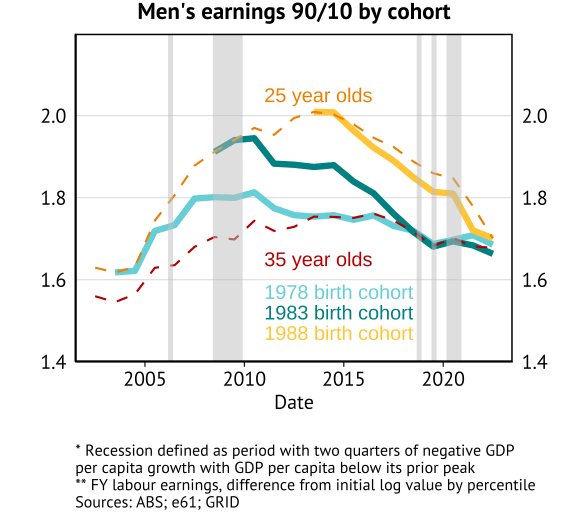 Men's earnings 90/10 by cohort
2.0 2.0
25 year olds
1.8 1.8
35 year olds
1.6 1.6
1978 birth cohort
1983 birth cohort
1988 birth cohort
1.4 1.4
2005 2010 2015 2020
Date
* Recession defined as period with two quarters of negative GDP
per capita growth with GDP per capita below its prior peak
** FY labour earnings, difference from initial log value by percentile
Sources: ABS; e61; GRID